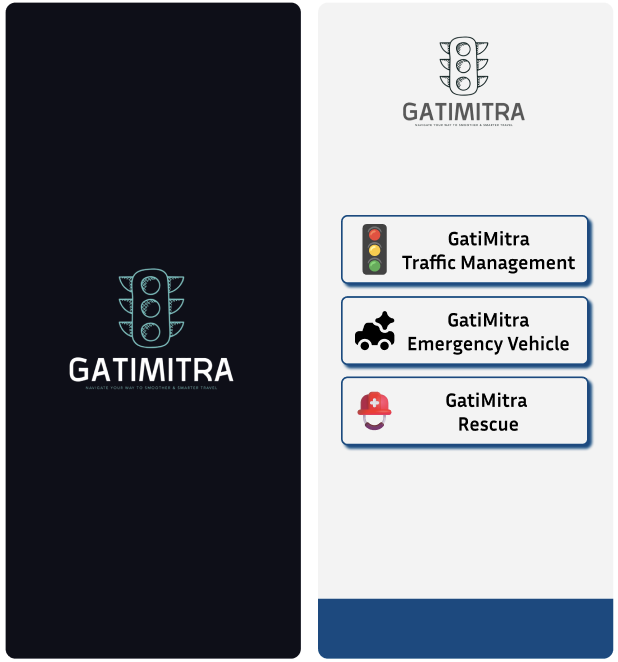 GATIMITRA
NAVIGATE YOUR WAY TO SMOOTHER & SMARTER TRAVEL
GATIMITRA
NAVIGATE YOUR WAY TO SMOOTHER & SMARTER TRAVEL
GatiMitra
Traffic Management
GatiMitra
Emergency Vehicle
GatiMitra
Rescue